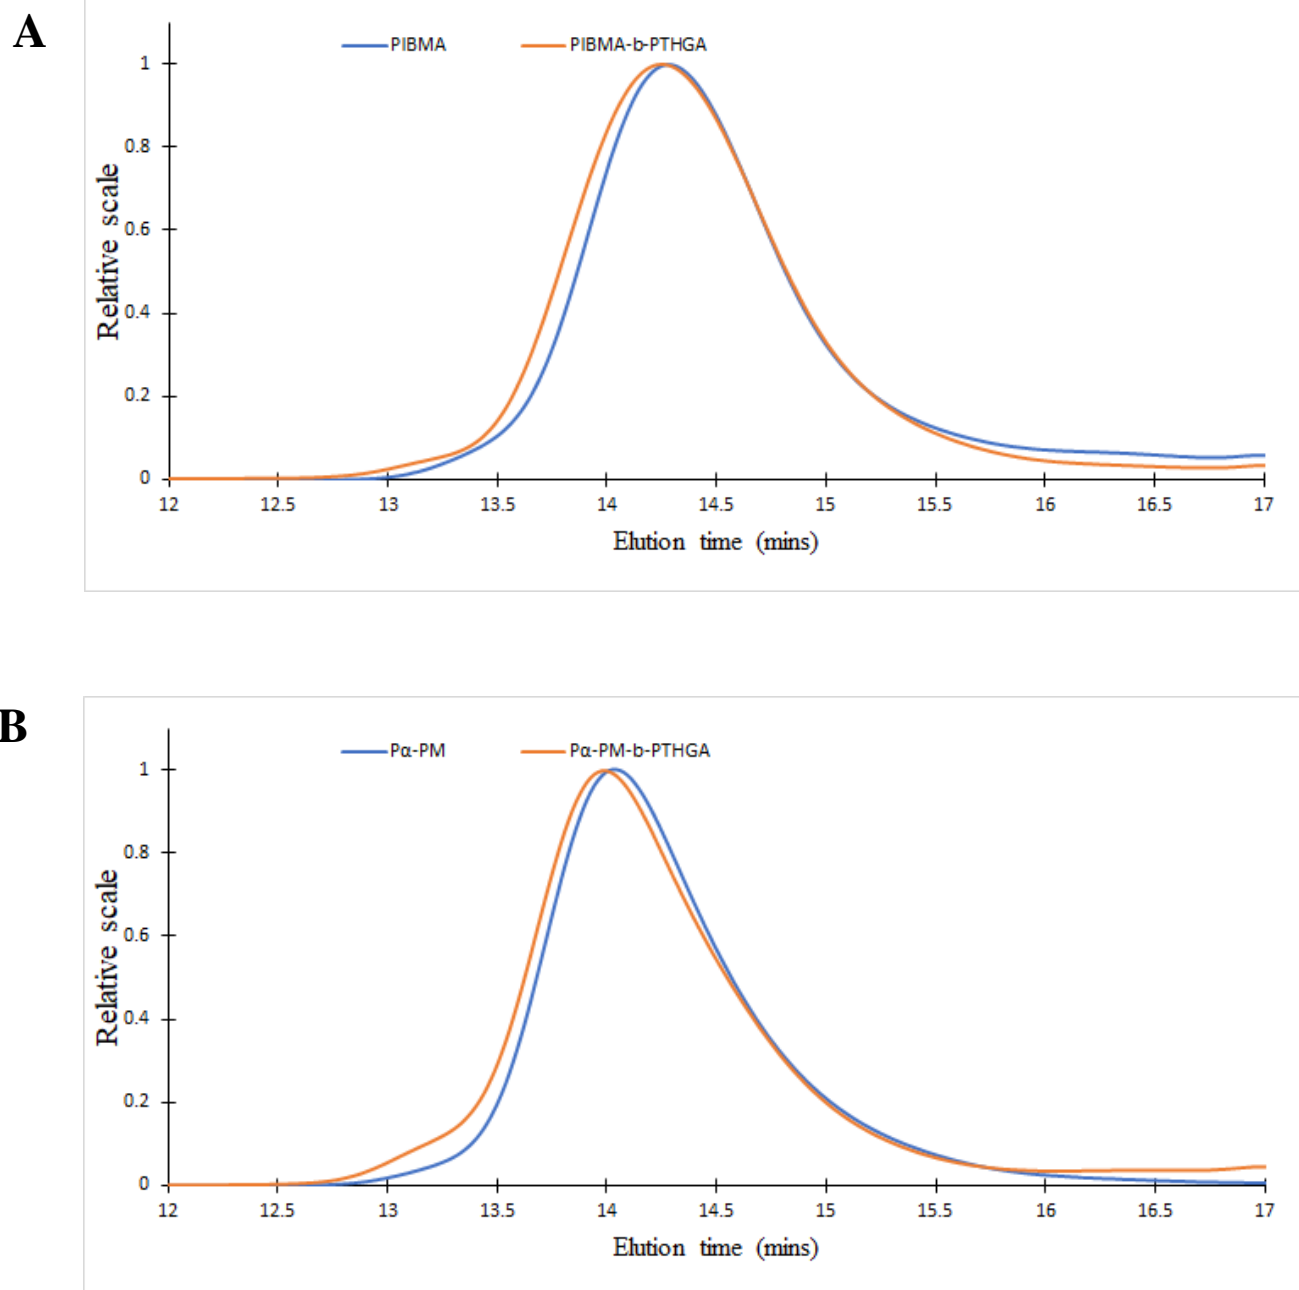 A
PIBMA PIBMA-b-PTHGA
1
0.8
0.6
0.4
0.2
0
Relative scale
12 12.5 13 13.5 14 14.5 15 15.5 16 16.5 17
Elution time (mins)
B
Pα-PM Pα-PM-b-PTHGA
1
0.8
0.6
0.4
0.2
0
Relative scale
12 12.5 13 13.5 14 14.5 15 15.5 16 16.5 17
Elution time (mins)